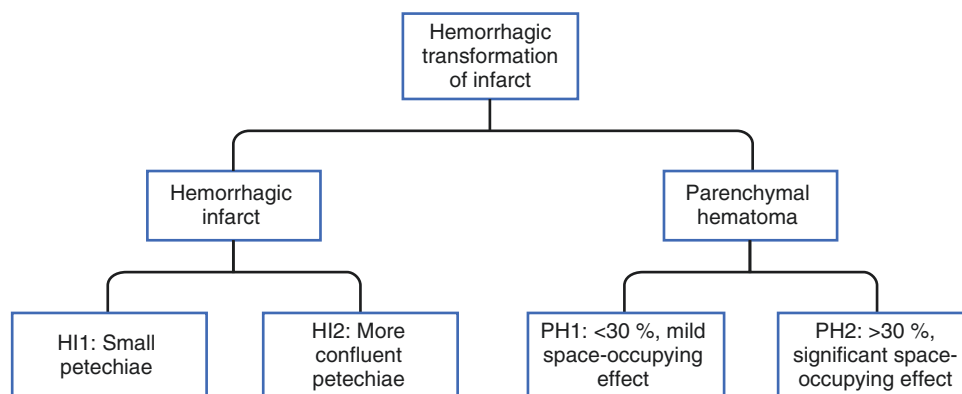 Hemorrhagic
transformation
of infarct
Hemorrhagic
infarct
Parenchymal
hematoma
HI1: Small
petechiae
HI2: More
confluent
petechiae
PH1: <30 %, mild
space-occupying
effect
PH2: >30 %,
significant space-
occupying effect